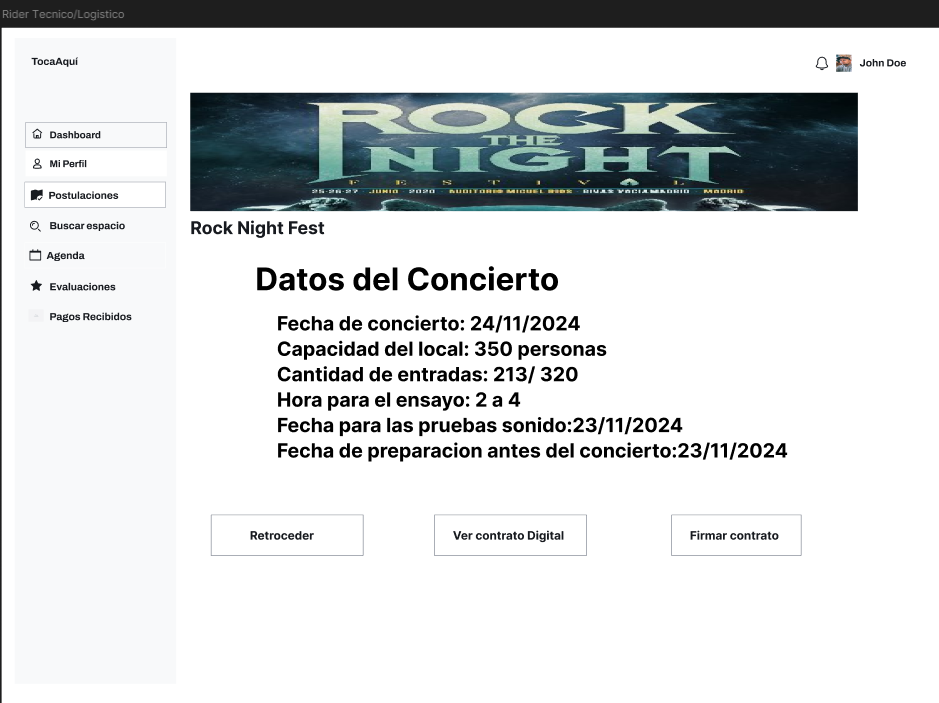 Rider Tecnico/Logistico
TocaAquí
John Doe
Dashboard
Mi Perfil
Postulaciones
Buscar espacio
Agenda
Evaluaciones
Pagos Recibidos
ROCK
THE
NIGHT
FESTIVAL
25-26-27 JUNIO - 2020 - AUDITORIO MIGUEL RIOS - RIVAS VACIAMADRID - MADRID
Rock Night Fest
Datos del Concierto
Fecha de concierto: 24/11/2024
Capacidad del local: 350 personas
Cantidad de entradas: 213/ 320
Hora para el ensayo: 2 a 4
Fecha para las pruebas sonido:23/11/2024
Fecha de preparacion antes del concierto:23/11/2024
Retroceder
Ver contrato Digital
Firmar contrato